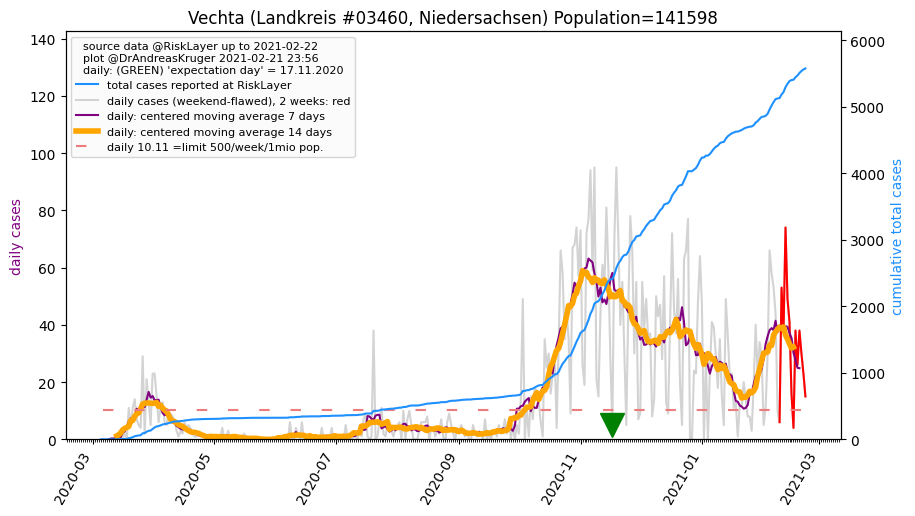 Vechta (Landkreis #03460, Niedersachsen) Population=141598
source data @RiskLayer up to 2021-02-22
plot @DrAndreasKruger 2021-02-21 23:56
daily: (GREEN) 'expectation day' = 17.11.2020
total cases reported at RiskLayer
daily cases (weekend-flawed), 2 weeks: red
daily: centered moving average 7 days
daily: centered moving average 14 days
daily 10.11 =limit 500/week/1mio pop.
daily cases
140
120
100
80
60
40
20
0
cumulative total cases
6000
5000
4000
3000
2000
1000
0
2020-03
2020-05
2020-07
2020-09
2020-11
2021-01
2021-03